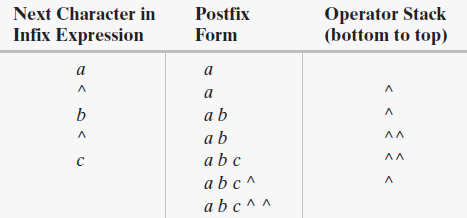 Next Character in Postfix Operator Stack
Infix Expression Form (bottom to top)
a a
^ a ^
b a b ^
^ a b ^ ^
c a b c ^ ^
a b c ^ ^
a b c ^ ^